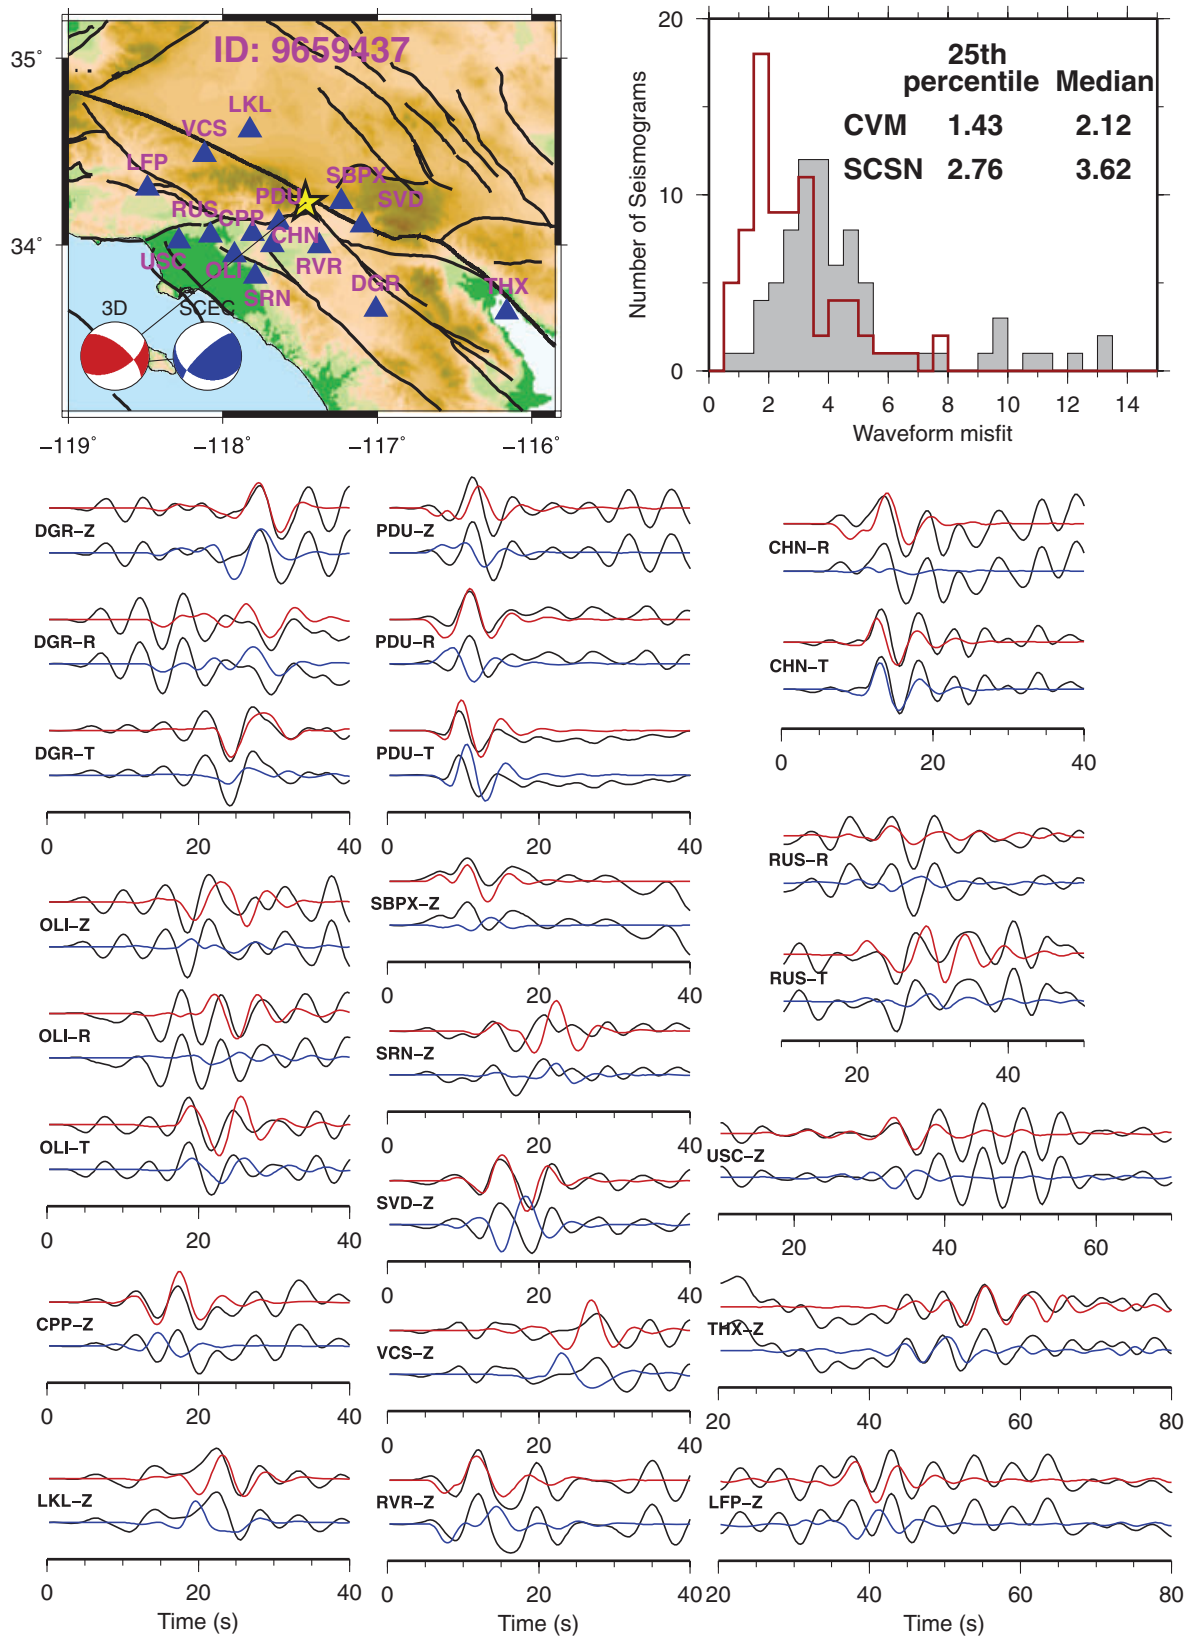 ID: 9659437
35°
34°
−119°
−118°
−117°
−116°
LKL
VCS
LFP
SBPX
PDU
SVD
RUS
CPP
CHN
USC
OLI
RVR
SRN
DGR
THX
3D
SCEC
Number of Seismograms
20
10
0
25th
percentile
Median
CVM 1.43 2.12
SCSN 2.76 3.62
0 2 4 6 8 10 12 14
Waveform misfit
DGR−Z
DGR−R
DGR−T
0 20 40
OLI−Z
OLI−R
OLI−T
0 20 40
CPP−Z
0 20 40
LKL−Z
0 20 40
Time (s)
PDU−Z
PDU−R
PDU−T
0 20 40
SBPX−Z
0 20 40
SRN−Z
0 20 40
SVD−Z
0 20 40
VCS−Z
0 20 40
RVR−Z
0 20 40
Time (s)
CHN−R
CHN−T
0 20 40
RUS−R
RUS−T
20 40
USC−Z
20 40 60
THX−Z
20 40 60 80
LFP−Z
20 40 60 80
Time (s)